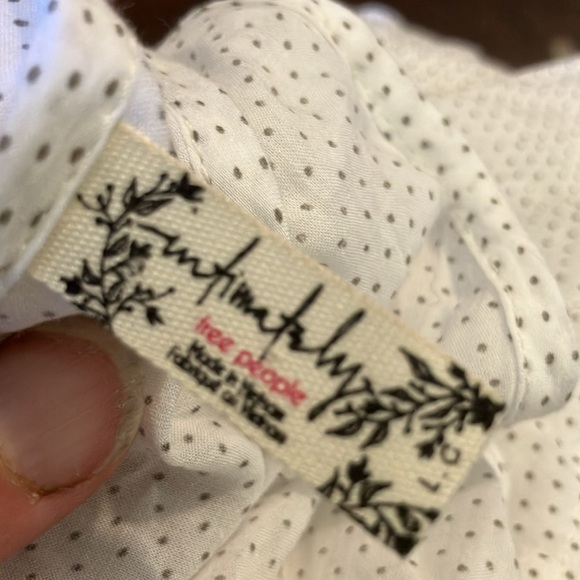 intimately
free people
Made in Vietnam
Fabriqué au Vietnam
L C